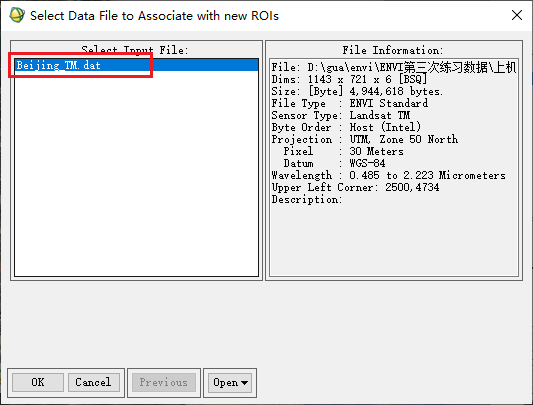 Select Data File to Associate with new ROIs
Select Input File:
Beijing_TM.dat
File Information:
File: D:\gua\envi\ENVI第三次练习数据\上机
Dims: 1143 x 721 x 6 [BSQ]
Size: [Byte] 4,944,618 bytes.
File Type : ENVI Standard
Sensor Type: Landsat TM
Byte Order : Host (Intel)
Projection : UTM, Zone 50 North
Pixel : 30 Meters
Datum : WGS-84
Wavelength : 0.485 to 2.223 Micrometers
Upper Left Corner: 2500,4734
Description:
OK
Cancel
Previous
Open